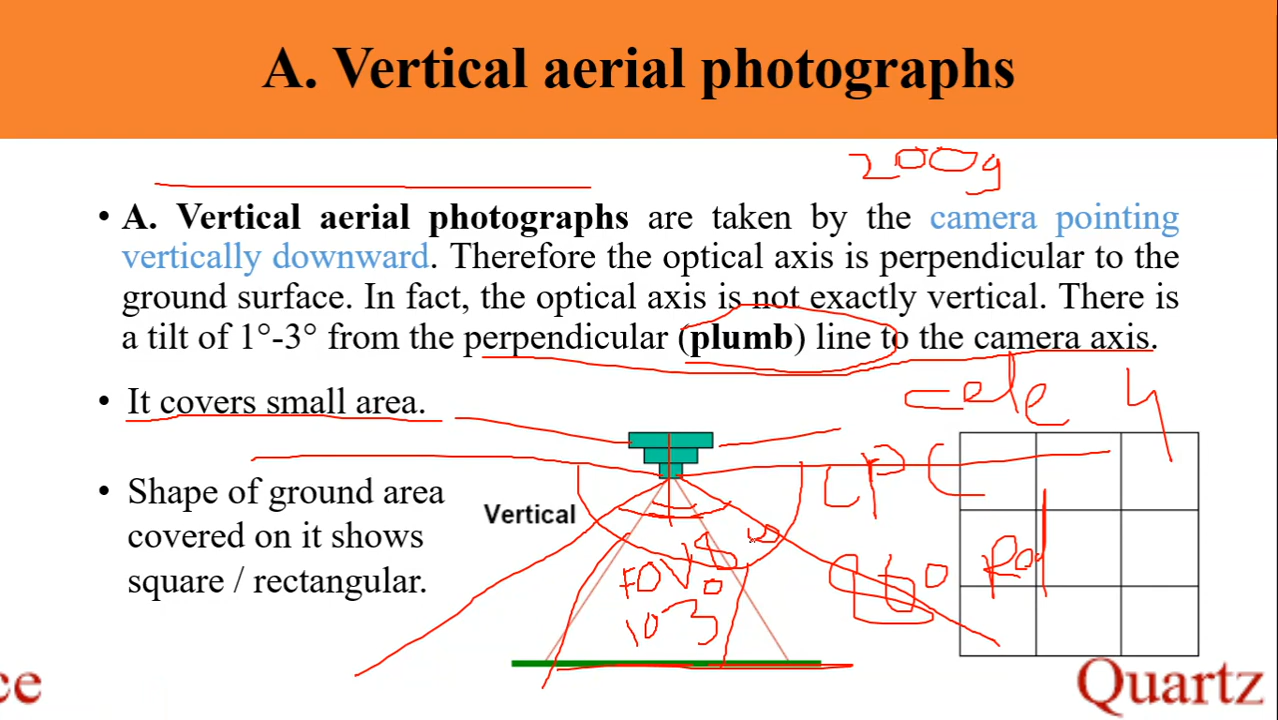 A. Vertical aerial photographs
200g
• A. Vertical aerial photographs are taken by the camera pointing
vertically downward. Therefore the optical axis is perpendicular to the
ground surface. In fact, the optical axis is not exactly vertical. There is
a tilt of 1°-3° from the perpendicular (plumb) line to the camera axis.
• It covers small area.
• Shape of ground area
covered on it shows
square / rectangular.
Vertical
FOV
ce
Quartz